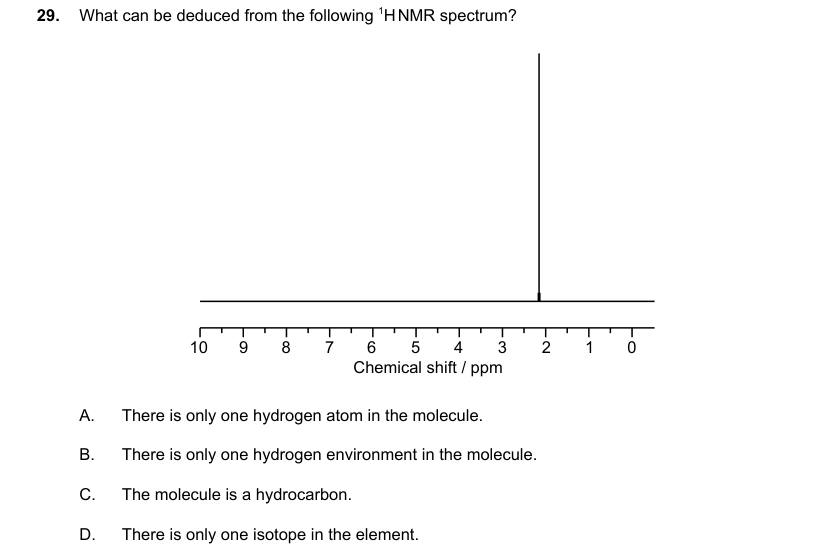 29. What can be deduced from the following ¹H NMR spectrum?
10 9 8 7 6 5 4 3 2 1 0
Chemical shift / ppm
A. There is only one hydrogen atom in the molecule.
B. There is only one hydrogen environment in the molecule.
C. The molecule is a hydrocarbon.
D. There is only one isotope in the element.